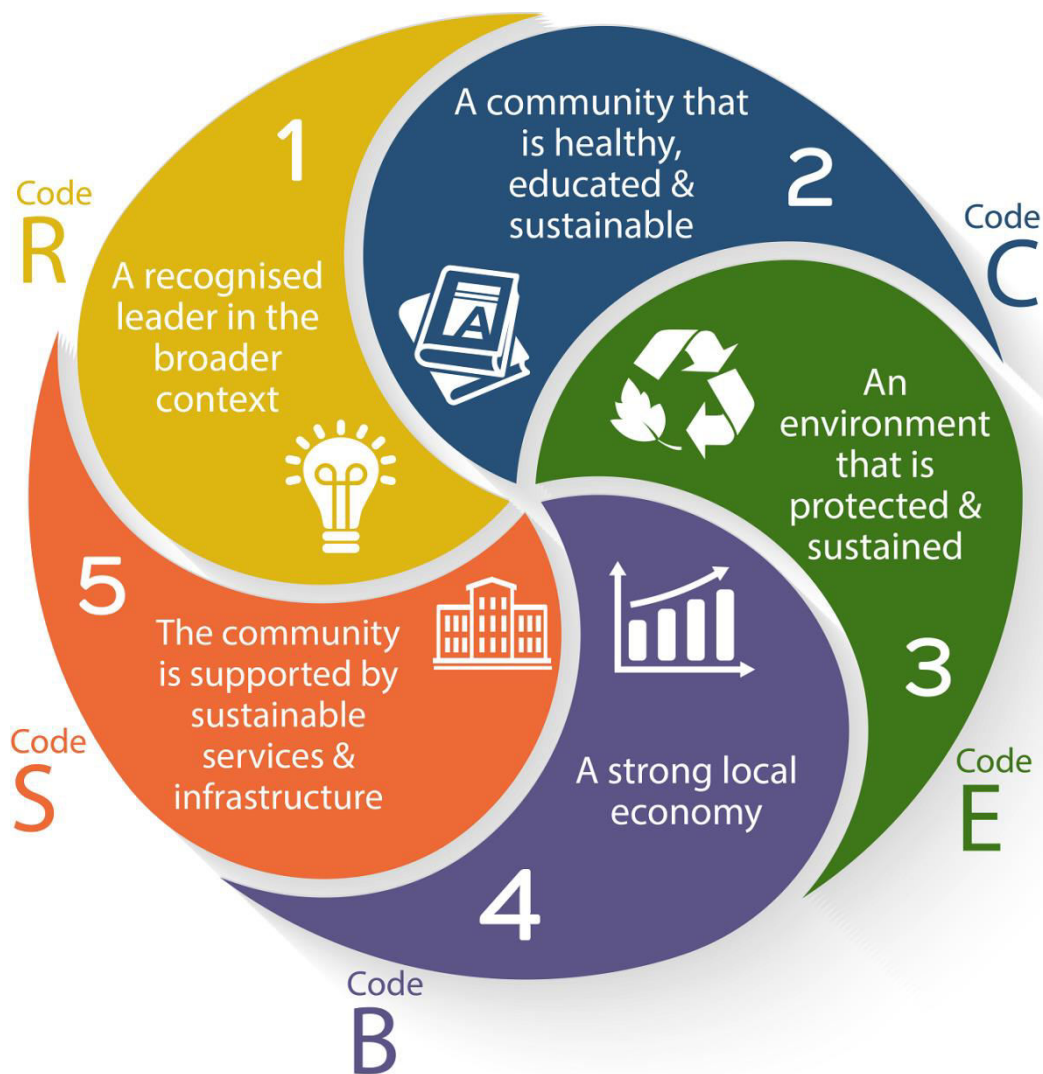 Code
R
1
A recognised
leader in the
broader
context
A community that
is healthy,
educated &
sustainable
2
Code
C
A
An
environment
that is
protected &
sustained
3
Code
E
A strong local
economy
4
Code
B
5
The community
is supported by
sustainable
services &
infrastructure
Code
S